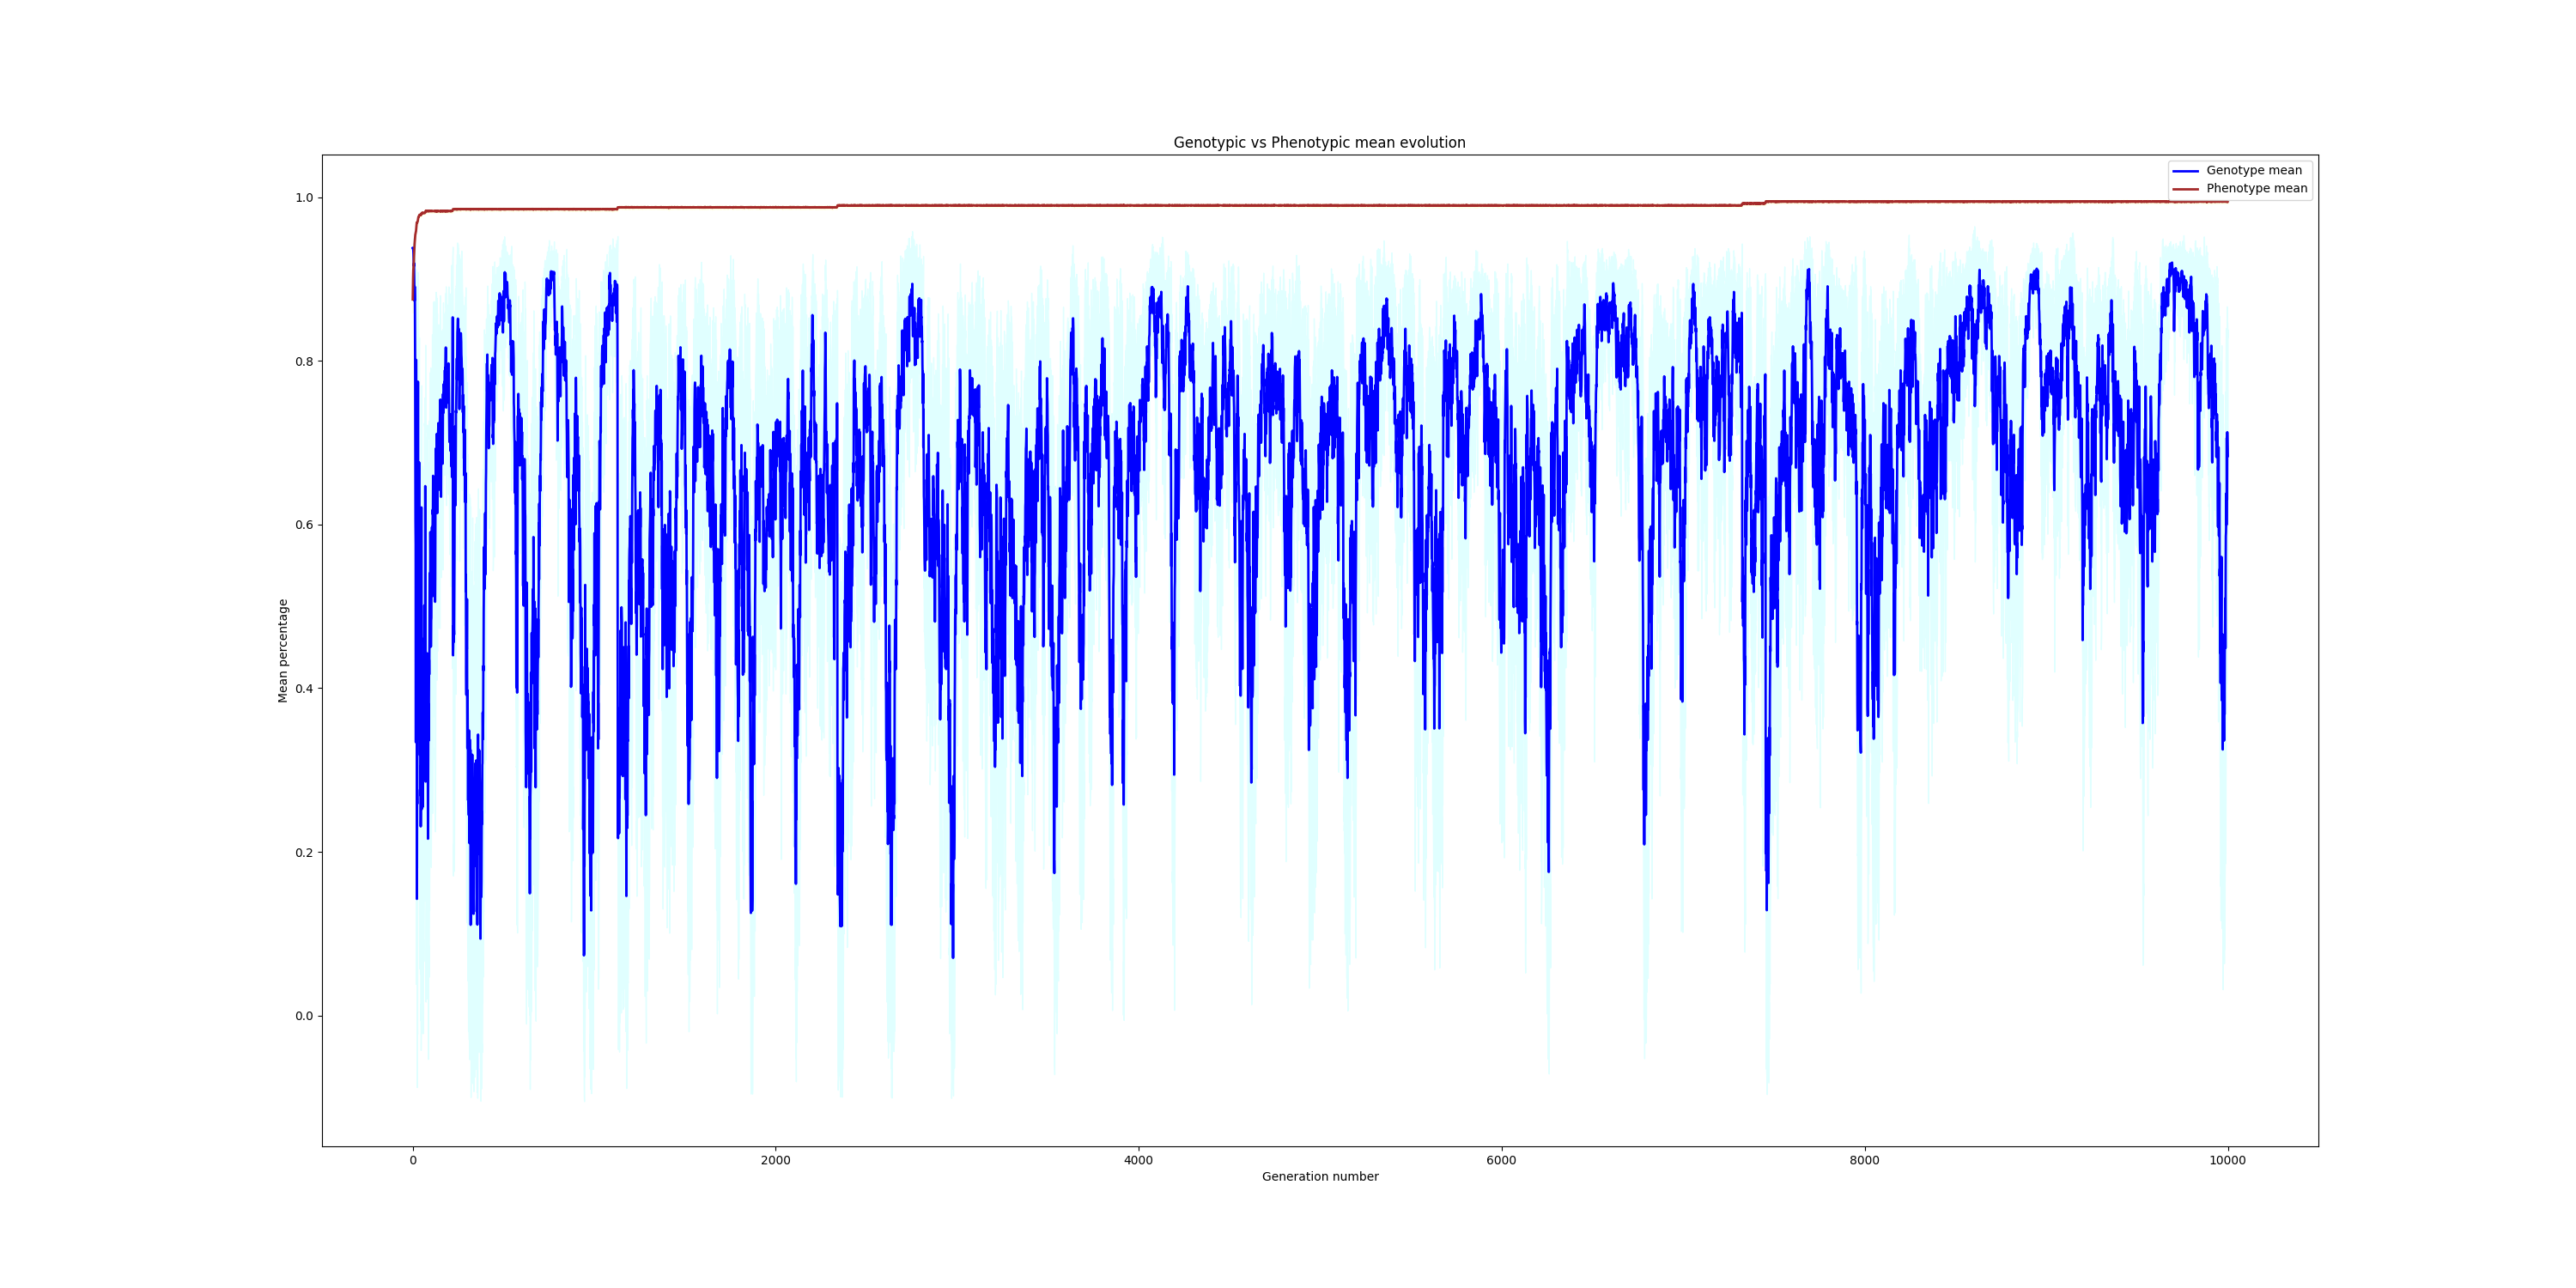 Genotypic vs Phenotypic mean evolution
Genotype mean
Phenotype mean
1.0
0.8
0.6
0.4
0.2
0.0
Mean percentage
0
2000
4000
6000
8000
10000
Generation number